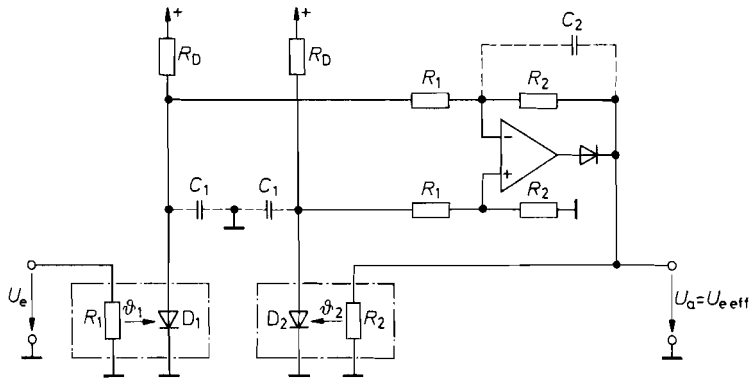 + +
R_D R_D
C_2
R_1 R_2
−
C_1 C_1
+
R_1 R_2
U_e R_1 ϑ_1 D_1 D_2 ϑ_2 R_2 U_a=U_e eff